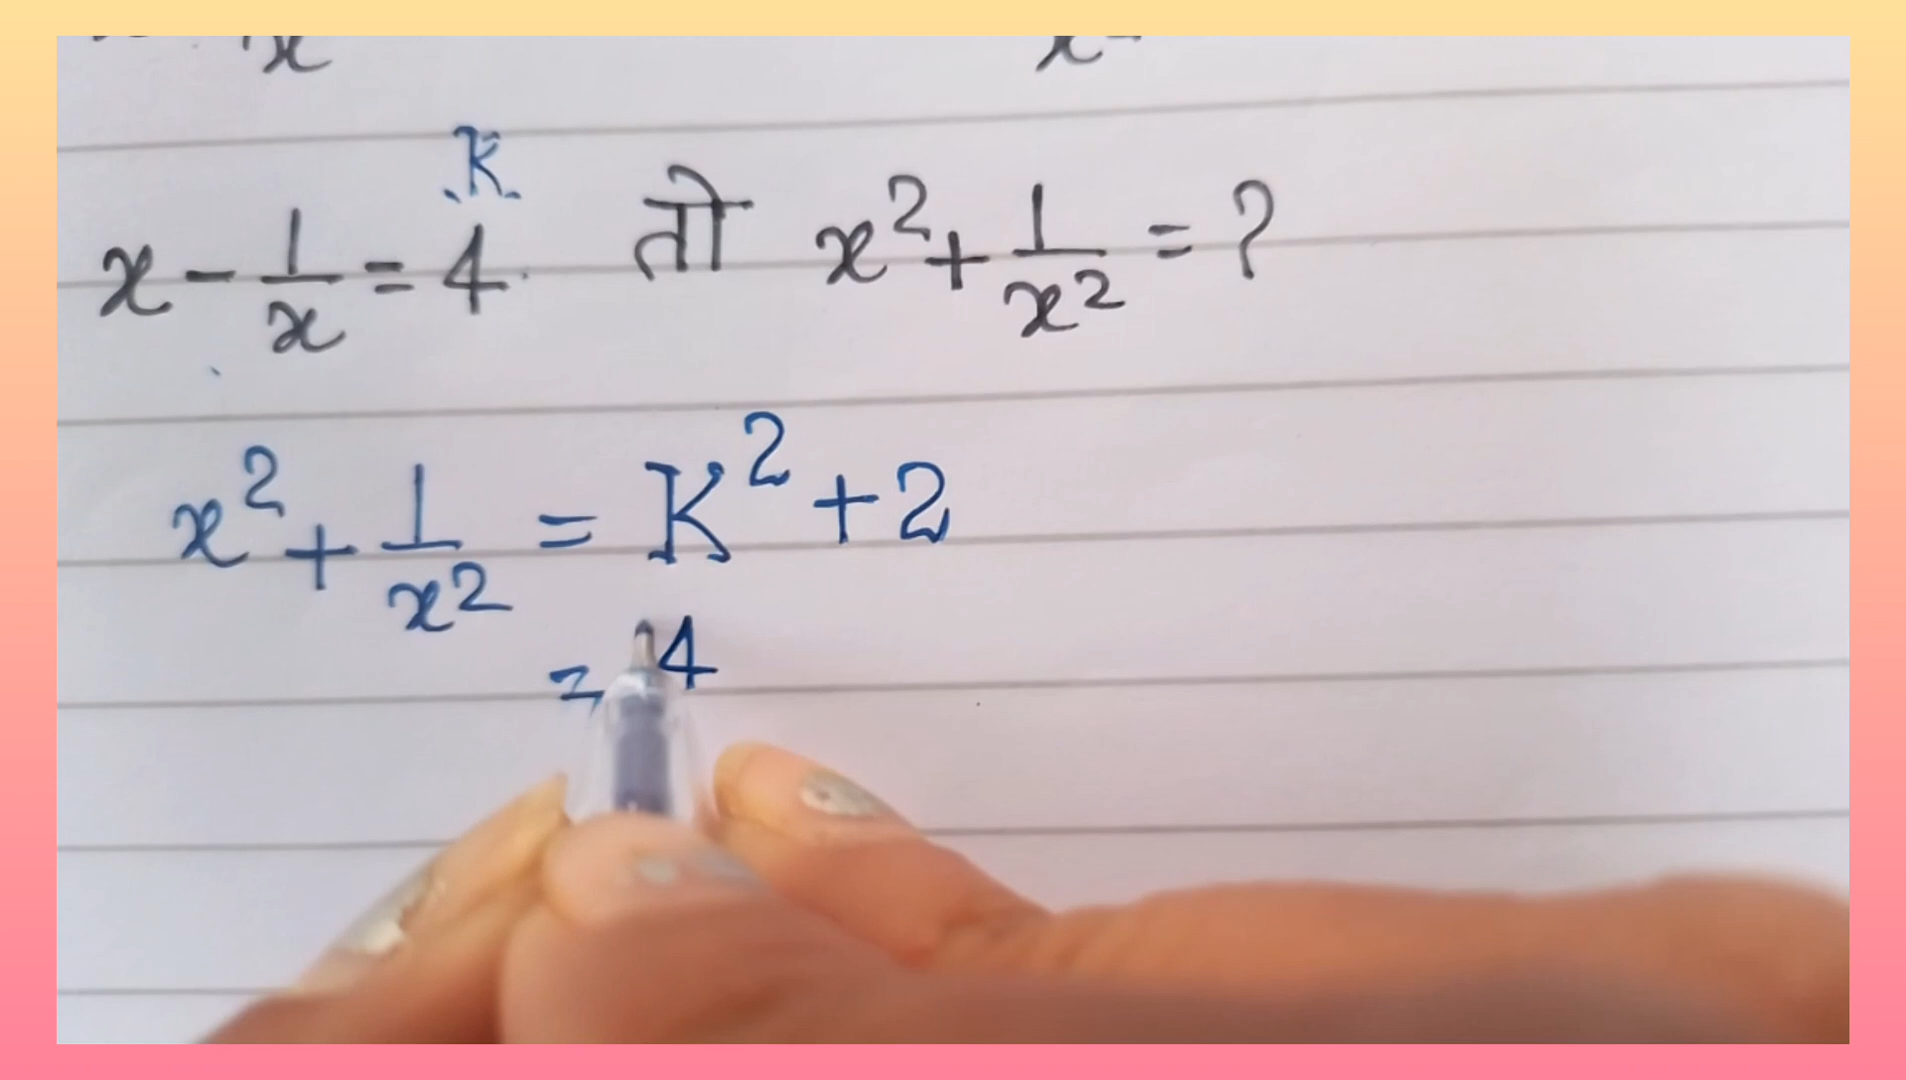 K
x - 1/x = 4 तो x² + 1/x² = ?
x² + 1/x² = K² + 2
= 4